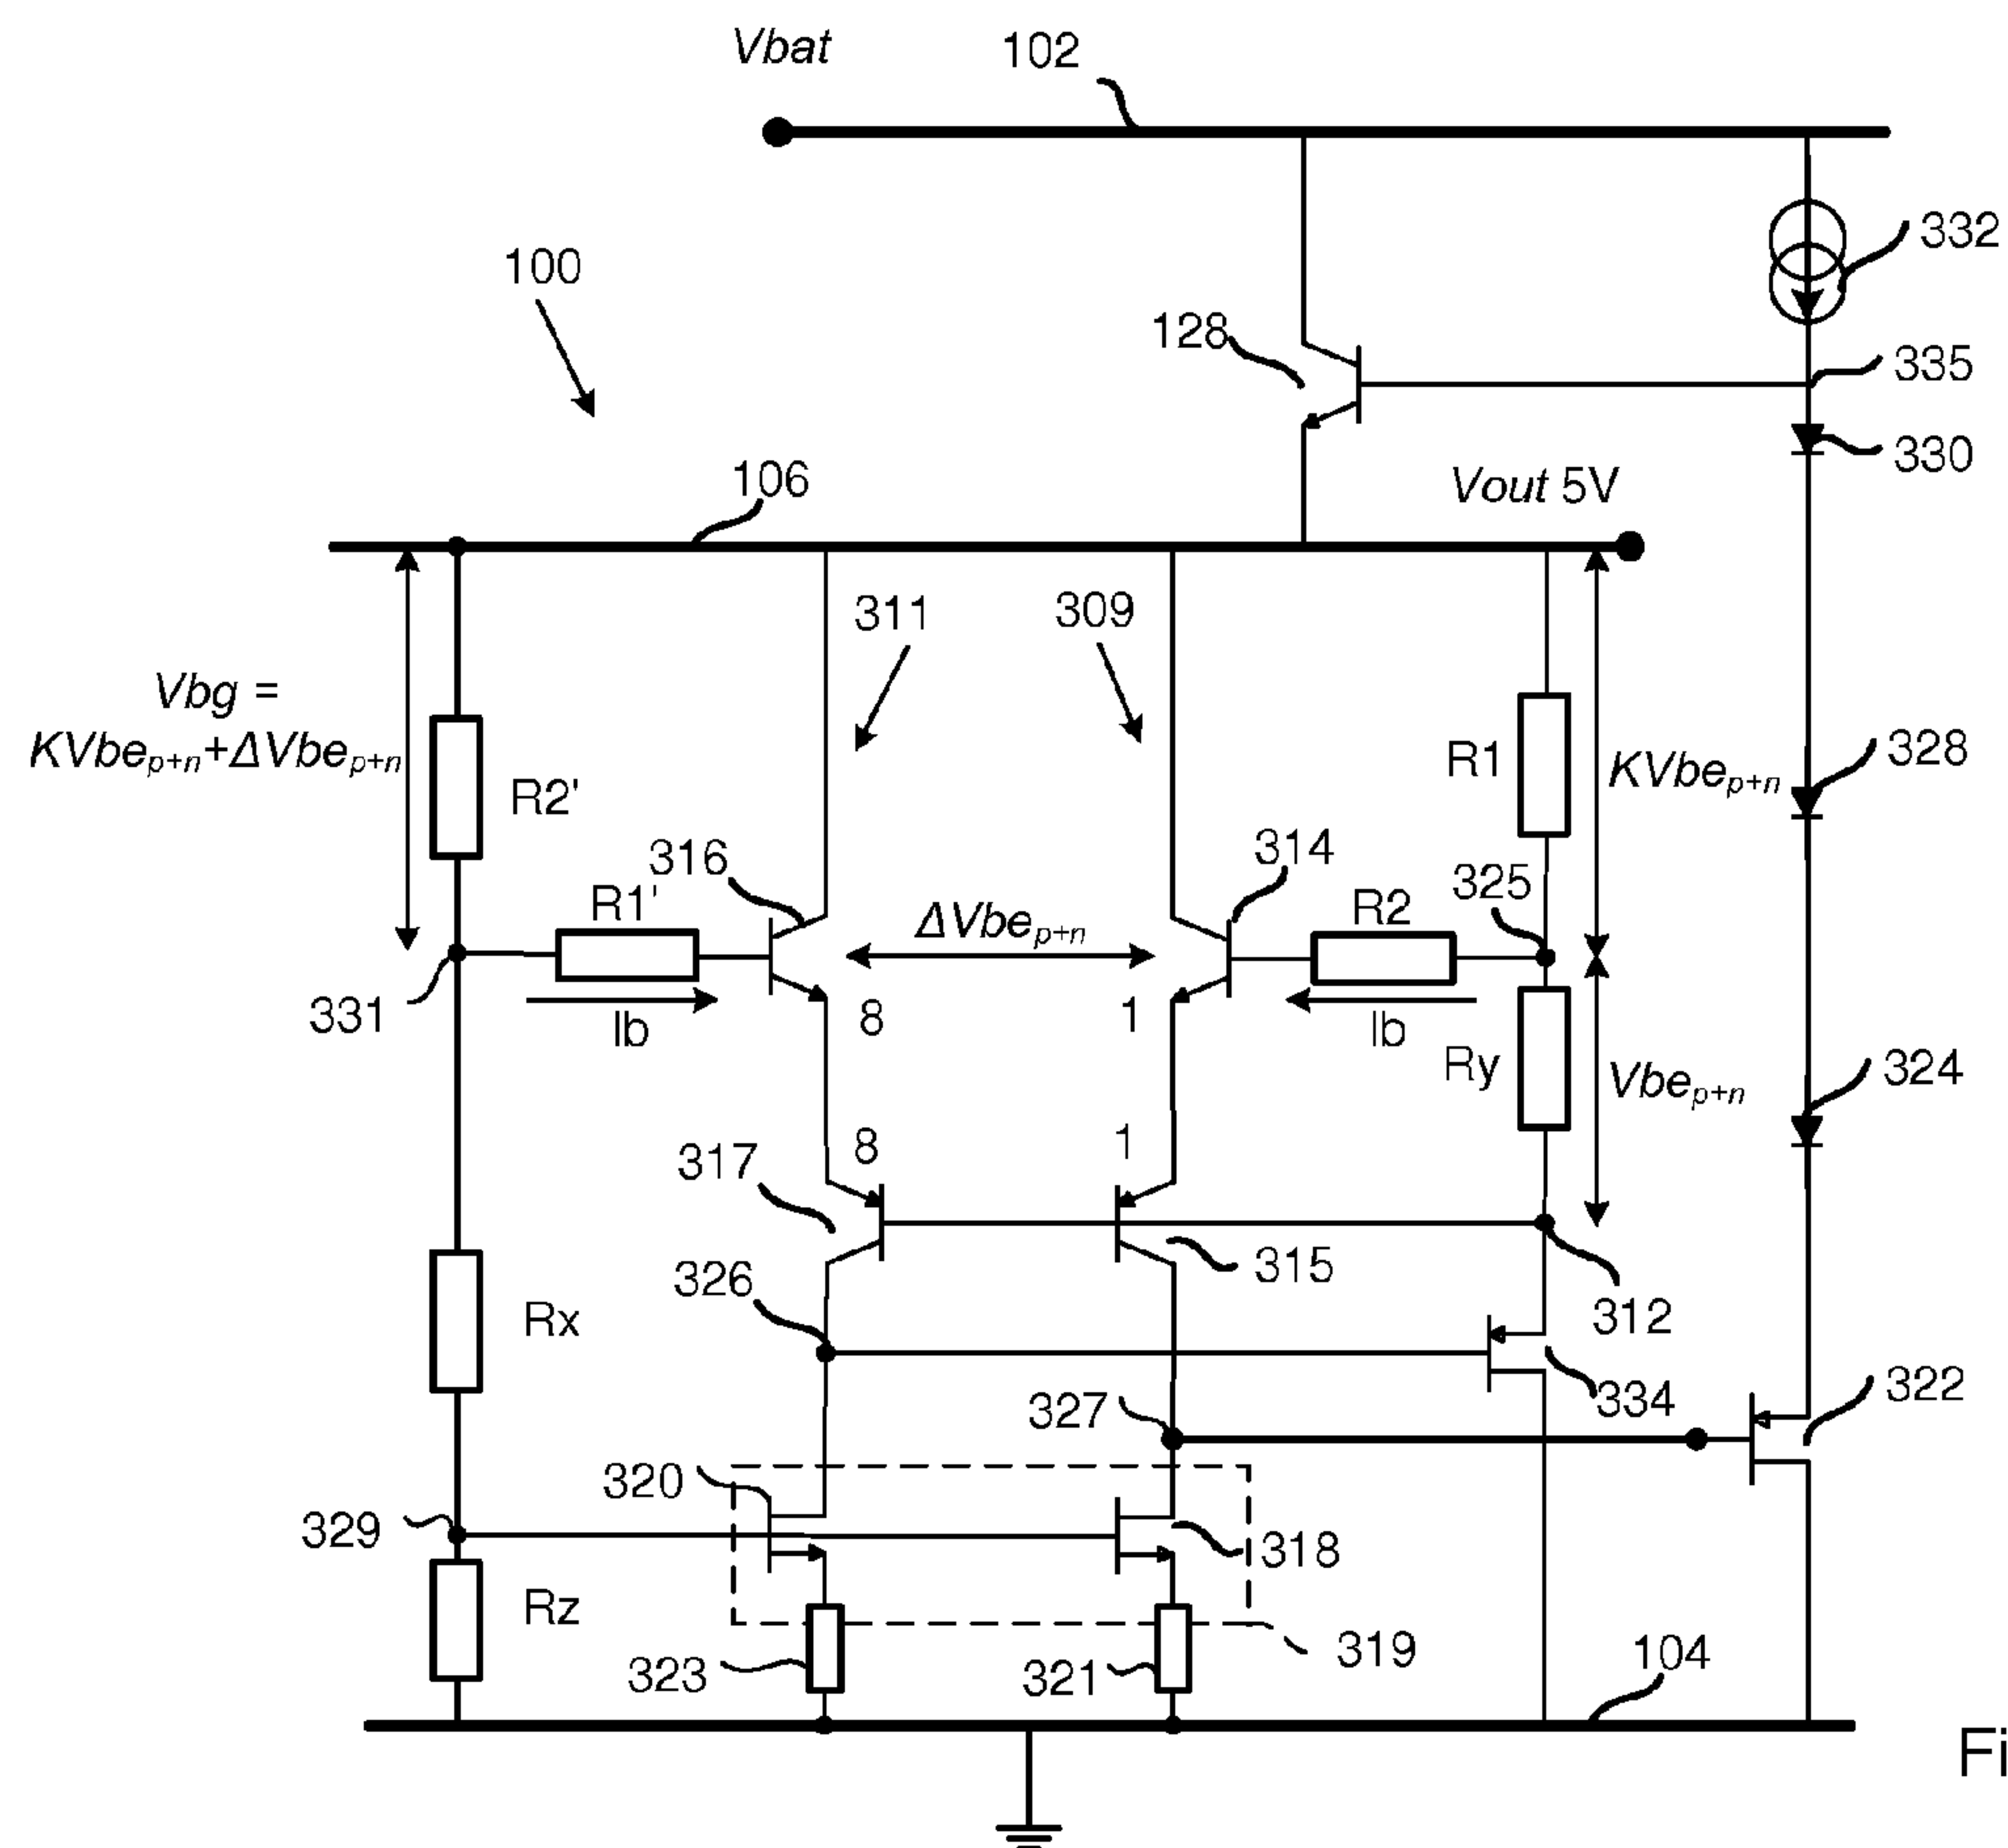 Vbat
102
332
100
128
335
330
106
Vout 5V
311
309
Vbg =
KVbep+n+ΔVbep+n
R2'
R1
KVbep+n
328
316
314
325
R1'
R2
ΔVbep+n
331
Ib
8
1
Ib
Ry
Vbep+n
324
317
8
1
326
315
312
Rx
327
334
322
320
329
318
Rz
323
321
319
104
Fi